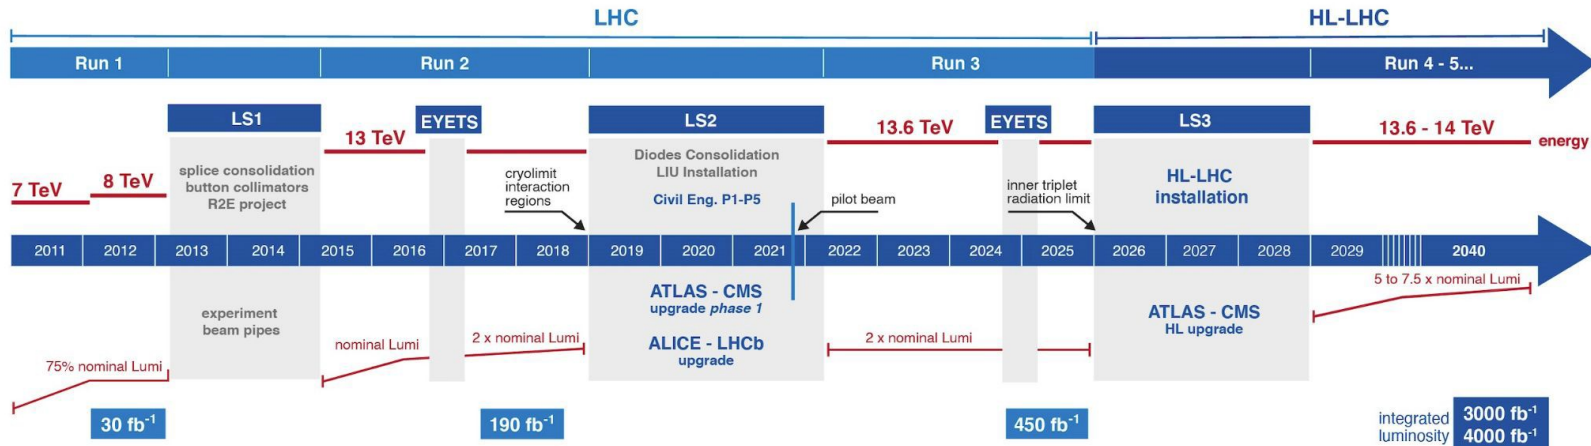 LHC
HL-LHC
Run 1
Run 2
Run 3
Run 4 - 5...
LS1
EYETS
LS2
EYETS
LS3
13 TeV
13.6 TeV
13.6 - 14 TeV
energy
7 TeV
8 TeV
splice consolidation
button collimators
R2E project
cryolimit
interaction
regions
Diodes Consolidation
LIU Installation
Civil Eng. P1-P5
pilot beam
inner triplet
radiation limit
HL-LHC
installation
2011
2012
2013
2014
2015
2016
2017
2018
2019
2020
2021
2022
2023
2024
2025
2026
2027
2028
2029
2040
5 to 7.5 x nominal Lumi
experiment
beam pipes
ATLAS - CMS
upgrade phase 1
ALICE - LHCb
upgrade
ATLAS - CMS
HL upgrade
75% nominal Lumi
nominal Lumi
2 x nominal Lumi
2 x nominal Lumi
30 fb⁻¹
190 fb⁻¹
450 fb⁻¹
integrated
luminosity
3000 fb⁻¹
4000 fb⁻¹